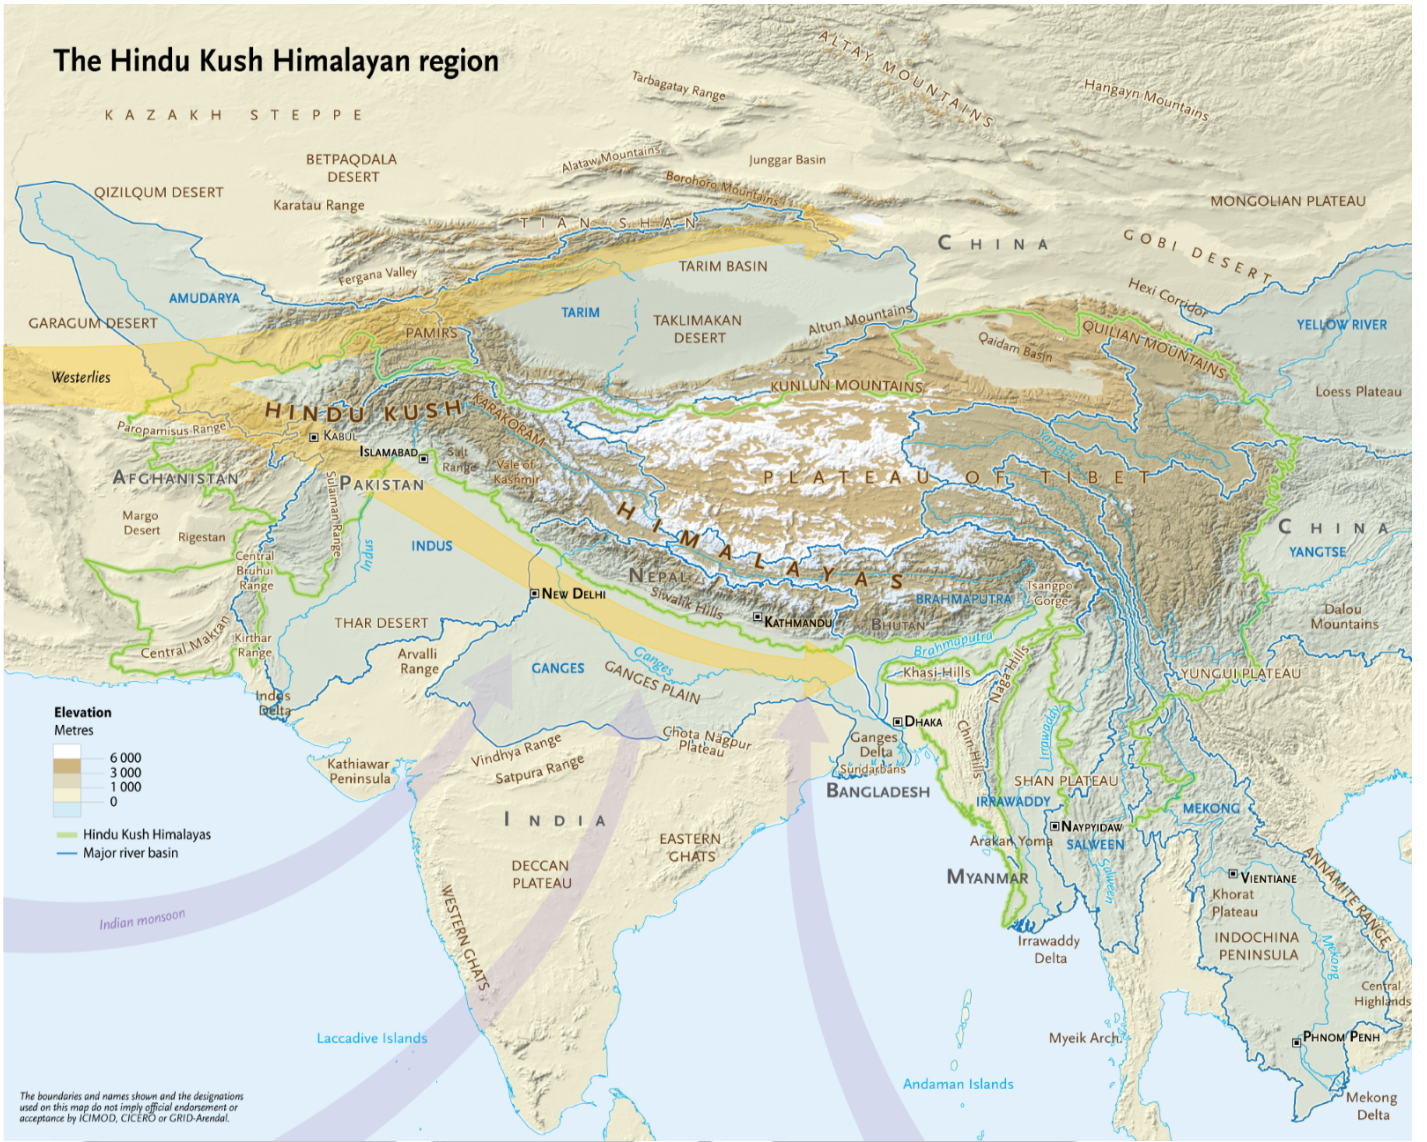 The Hindu Kush Himalayan region
KAZAKH STEPPE
ALTAY MOUNTAINS
Tarbagatay Range
Hangayn Mountains
BETPAQDALA
DESERT
Alataw Mountains
Junggar Basin
QIZILQUM DESERT
Karatau Range
Borohoro Mountains
MONGOLIAN PLATEAU
TIAN SHAN
CHINA
GOBI DESERT
Fergana Valley
TARIM BASIN
AMUDARYA
Hexi Corridor
GARAGUM DESERT
PAMIRS
TARIM
TAKLIMAKAN
DESERT
Altun Mountains
QUILIAN MOUNTAINS
YELLOW RIVER
Qaidam Basin
Westerlies
KUNLUN MOUNTAINS
Loess Plateau
HINDU KUSH
KARAKORAM
Paropamisus Range
KABUL
ISLAMABAD
Salt
Range
Vale of
Kashmir
Yangtse
AFGHANISTAN
PAKISTAN
PLATEAU OF TIBET
Sulaiman Range
Margo
Desert
Rigestan
HIMALAYAS
CHINA
YANGTSE
Indus
INDUS
Central
Bruhui
Range
NEPAL
Siwalik Hills
NEW DELHI
BRAHMAPUTRA
Tsangpo
Gorge
Dalou
Mountains
THAR DESERT
KATHMANDU
BHUTAN
Central Makran
Kirthar
Range
Arvalli
Range
Brahmaputra
GANGES
Ganges
GANGES PLAIN
Khasi-Hills
Naga Hills
YUNGUI PLATEAU
Indus
Delta
Elevation
Metres
6 000
3 000
1 000
0
Hindu Kush Himalayas
Major river basin
DHAKA
Irrawaddy
Chin Hills
Vindhya Range
Chota Nagpur
Plateau
Ganges
Delta
Sundarbans
Kathiawar
Peninsula
Satpura Range
BANGLADESH
SHAN PLATEAU
IRRAWADDY
MEKONG
INDIA
NAYPYIDAW
EASTERN
GHATS
Arakan Yoma
SALWEEN
DECCAN
PLATEAU
MYANMAR
Salween
VIENTIANE
ANNAMITE RANGE
Khorat
Plateau
Indian monsoon
WESTERN GHATS
Irrawaddy
Delta
INDOCHINA
PENINSULA
Mekong
Central
Highlands
Laccadive Islands
Myeik Arch.
PHNOM PENH
Andaman Islands
Mekong
Delta
The boundaries and names shown and the designations
used on this map do not imply official endorsement or
acceptance by ICIMOD, CICERO or GRID-Arendal.